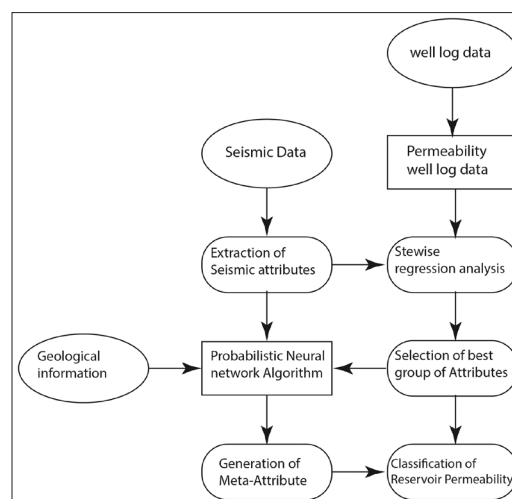 well log data
Seismic Data
Permeability
well log data
Extraction of
Seismic attributes
Stewise
regression analysis
Geological
information
Probabilistic Neural
network Algorithm
Selection of best
group of Attributes
Generation of
Meta-Attribute
Classification of
Reservoir Permeability